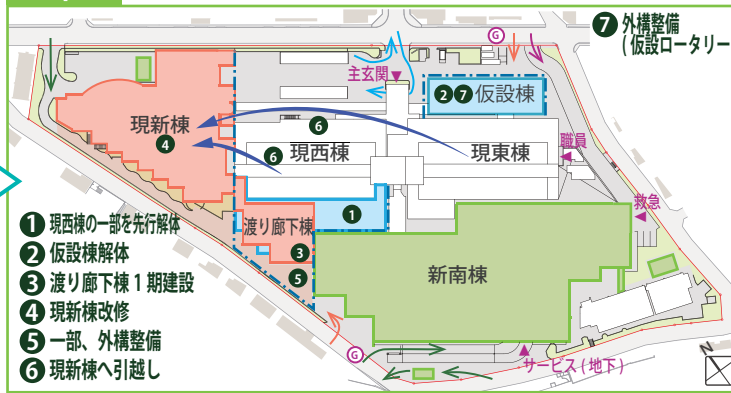 ❼ 外構整備
(仮設ロータリー
G
主玄関
❷❼仮設棟
❻
現新棟
❹
❻ 現西棟
現東棟
職員
救急
❶
渡り廊下棟
❸
❺
新南棟
❶ 現西棟の一部を先行解体
❷ 仮設棟解体
❸ 渡り廊下棟1期建設
❹ 現新棟改修
❺ 一部、外構整備
❻ 現新棟へ引越し
G
サービス(地下)
N